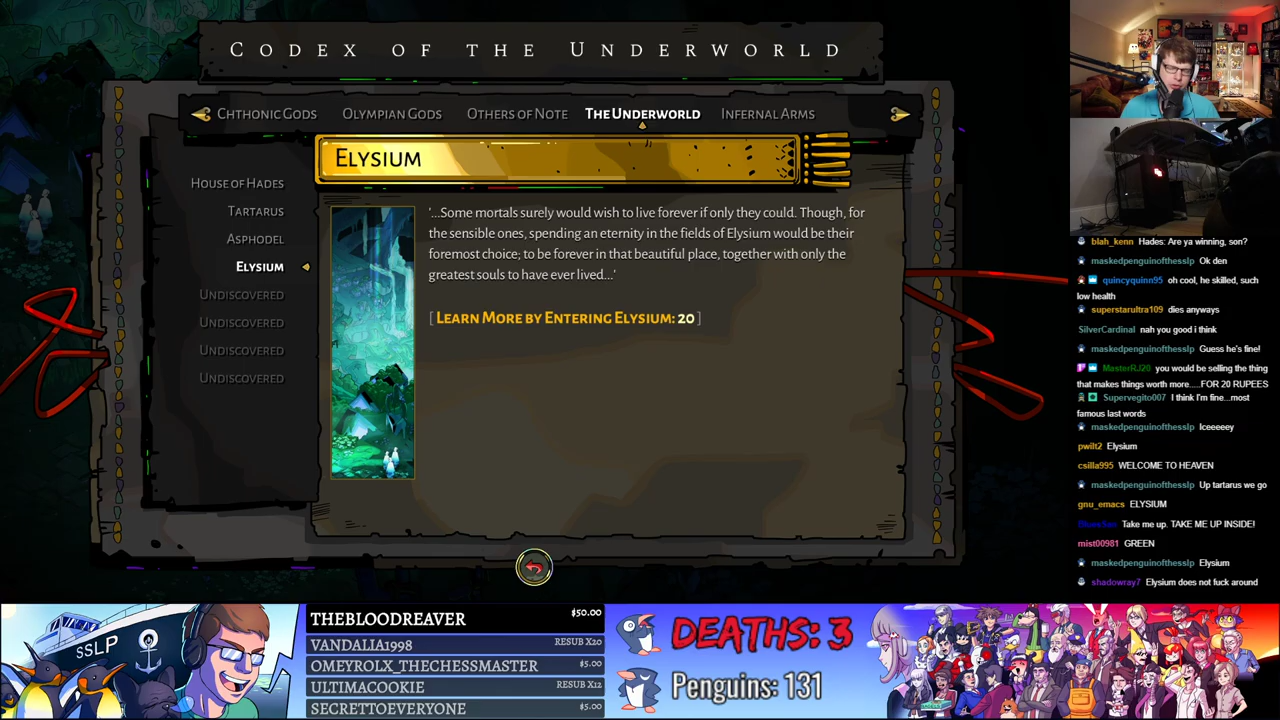 CODEX OF THE UNDERWORLD
CHTHONIC GODS
OLYMPIAN GODS
OTHERS OF NOTE
THE UNDERWORLD
INFERNAL ARMS
ELYSIUM
HOUSE OF HADES
TARTARUS
ASPHODEL
ELYSIUM
UNDISCOVERED
UNDISCOVERED
UNDISCOVERED
UNDISCOVERED
'...Some mortals surely would wish to live forever if only they could. Though, for
the sensible ones, spending an eternity in the fields of Elysium would be their
foremost choice; to be forever in that beautiful place, together with only the
greatest souls to have ever lived...'
[ LEARN MORE BY ENTERING ELYSIUM: 20 ]
blah_kenn Hades: Are ya winning, son?
maskedpenguinofthesslp Ok den
quincyquinn95 oh cool, he skilled, such
low health
superstarultra109 dies anyways
SilverCardinal nah you good i think
maskedpenguinofthesslp Guess he's fine!
MasterRJ20 you would be selling the thing
that makes things worth more.....FOR 20 RUPEES
Supervegito007 I think I'm fine...most
famous last words
maskedpenguinofthesslp Iceeeeey
pwilt2 Elysium
csilla995 WELCOME TO HEAVEN
maskedpenguinofthesslp Up tartarus we go
gnu_emacs ELYSIUM
Take me up. TAKE ME UP INSIDE!
mist00981 GREEN
maskedpenguinofthesslp Elysium
shadowray7 Elysium does not fuck around
SSLP
THEBLOODREAVER $50.00
VANDALIA1998 RESUB X20
OMEYROLX_THECHESSMASTER $5.00
ULTIMACOOKIE RESUB X12
SECRETTOEVERYONE $5.00
DEATHS: 3
Penguins: 131